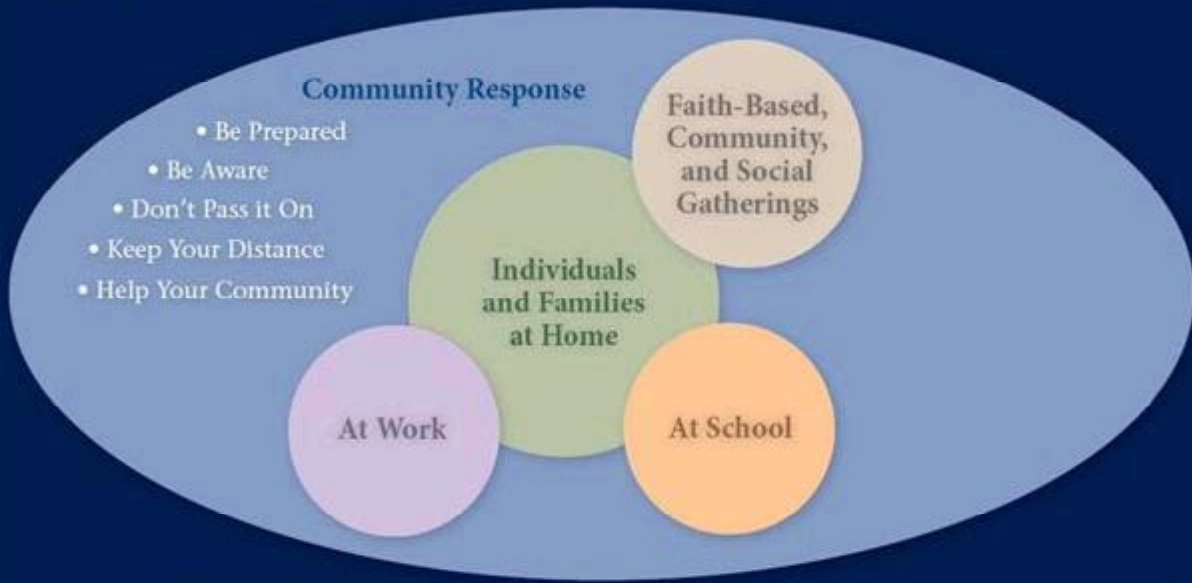 Community Response
• Be Prepared
• Be Aware
• Don't Pass it On
• Keep Your Distance
• Help Your Community
Faith-Based,
Community,
and Social
Gatherings
Individuals
and Families
at Home
At Work
At School